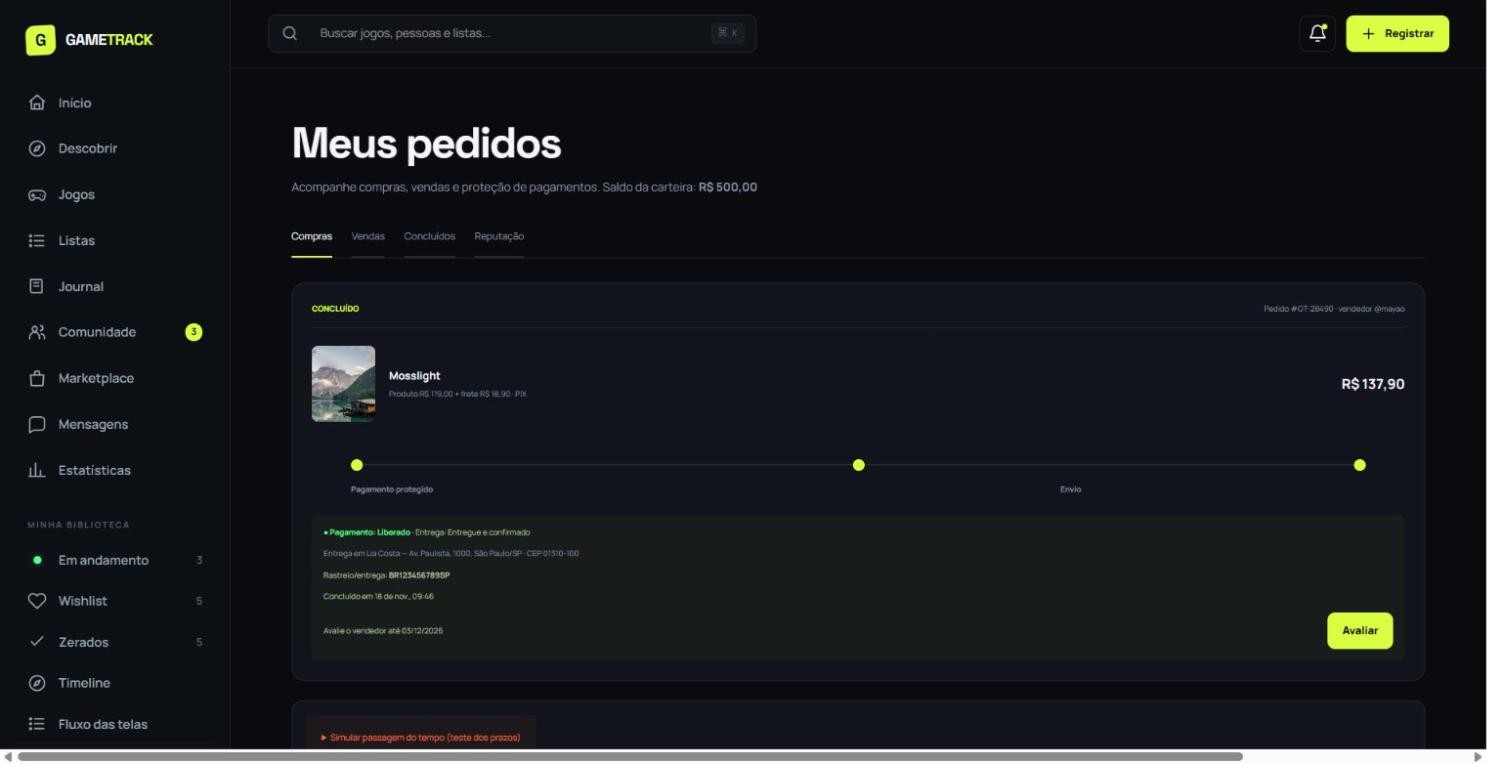 G GAMETRACK
Buscar jogos, pessoas e listas...
⌘ K
+ Registrar
Início
Descobrir
Jogos
Listas
Journal
Comunidade 3
Marketplace
Mensagens
Estatísticas
MINHA BIBLIOTECA
Em andamento 3
Wishlist 5
Zerados 5
Timeline
Fluxo das telas
Meus pedidos
Acompanhe compras, vendas e proteção de pagamentos. Saldo da carteira: R$ 500,00
Compras Vendas Concluídos Reputação
CONCLUÍDO Pedido #GT-28490 · vendedor @mayao
Mosslight
Produto R$ 119,00 + frete R$ 18,90 · PIX
R$ 137,90
Pagamento protegido Envio
● Pagamento: Liberado · Entrega: Entregue e confirmado
Entrega em Lia Costa — Av. Paulista, 1000, São Paulo/SP · CEP 01310-100
Rastreio/entrega: BR123456789SP
Concluído em 18 de nov., 09:46
Avalie o vendedor até 03/12/2026
Avaliar
▶ Simular passagem do tempo (teste dos prazos)